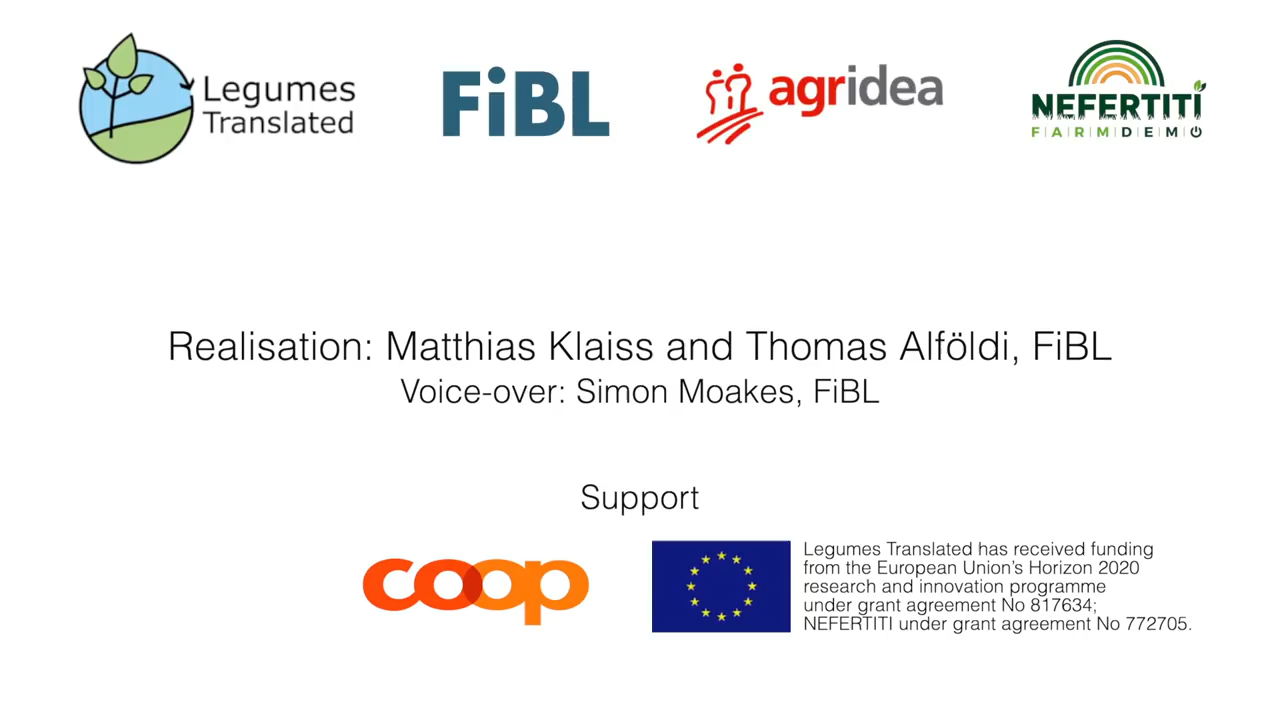 Legumes
Translated
FiBL
agridea
NEFERTITI
F|A|R|M|D|E|M|O
Realisation: Matthias Klaiss and Thomas Alföldi, FiBL
Voice-over: Simon Moakes, FiBL
Support
coop
Legumes Translated has received funding
from the European Union’s Horizon 2020
research and innovation programme
under grant agreement No 817634;
NEFERTITI under grant agreement No 772705.